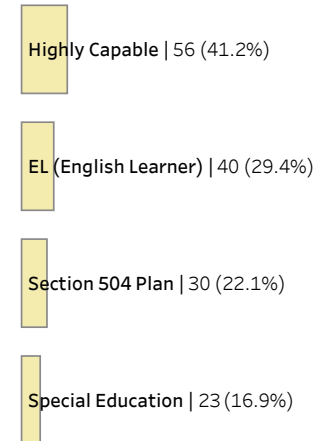 Highly Capable | 56 (41.2%)
EL (English Learner) | 40 (29.4%)
Section 504 Plan | 30 (22.1%)
Special Education | 23 (16.9%)